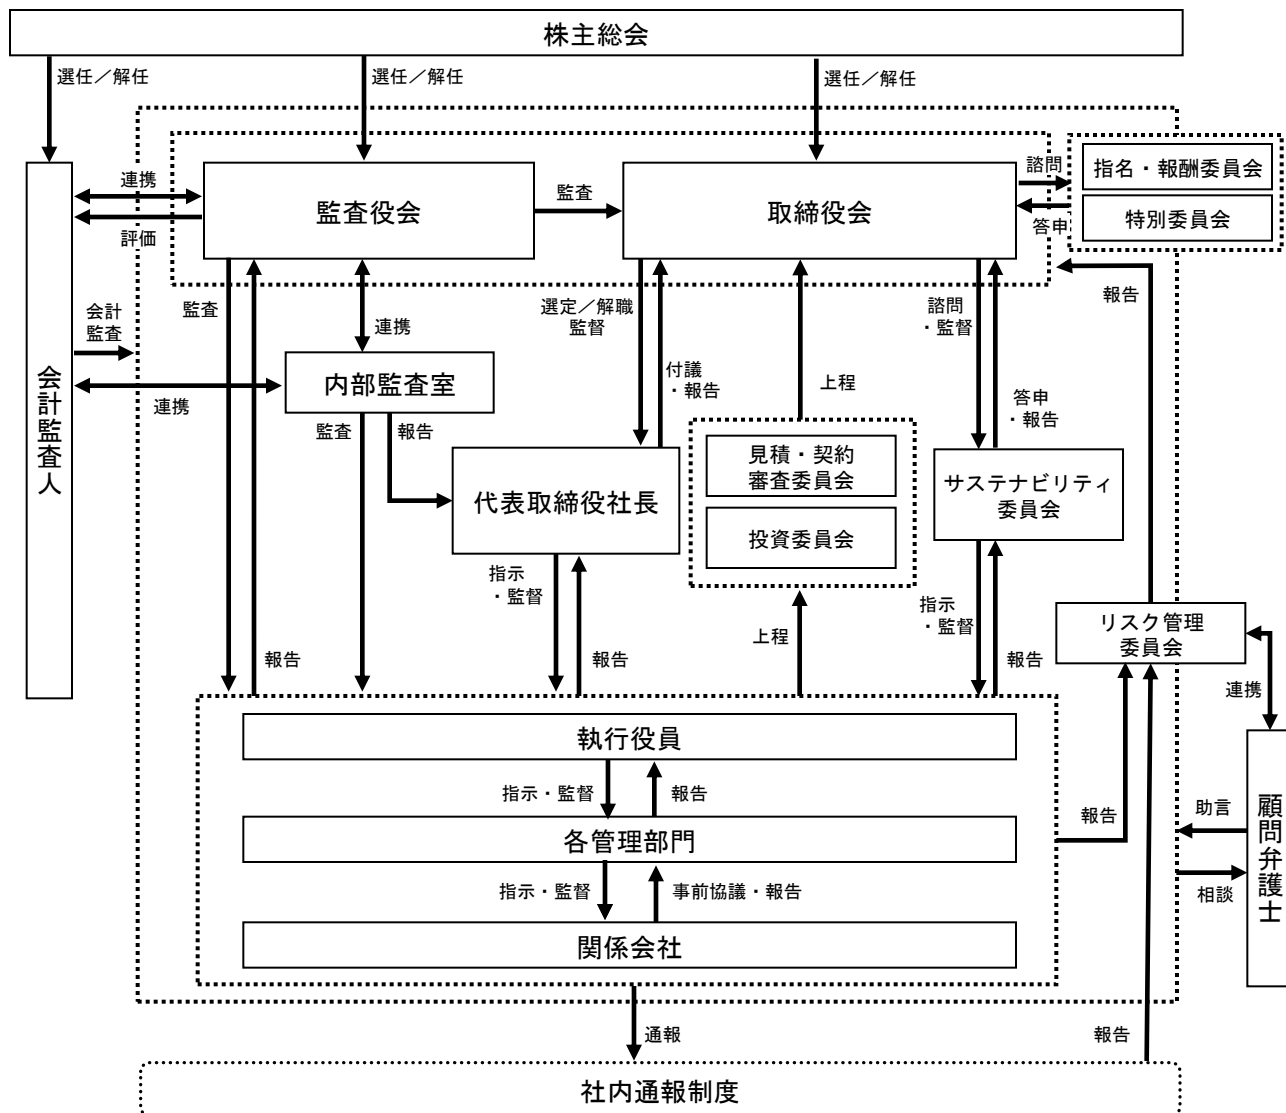 株主総会
選任／解任
選任／解任
選任／解任
連携
評価
監査役会
監査
取締役会
諮問
答申
指名・報酬委員会
特別委員会
会計
監査
監査
連携
選定／解職
監督
諮問
・監督
報告
内部監査室
連携
付議
・報告
上程
答申
・報告
会計監査人
監査
報告
代表取締役社長
見積・契約
審査委員会
投資委員会
サステナビリティ
委員会
指示
・監督
報告
報告
上程
指示
・監督
報告
リスク管理
委員会
連携
執行役員
指示・監督
報告
各管理部門
指示・監督
事前協議・報告
関係会社
報告
助言
相談
顧問弁護士
通報
報告
社内通報制度